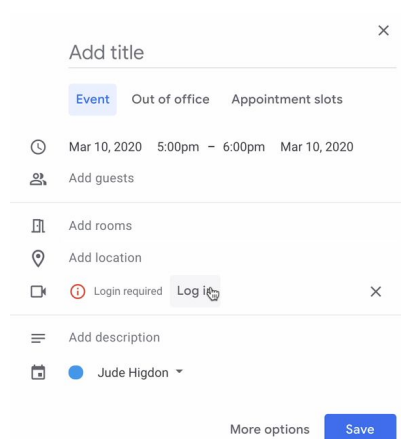 Add title
Event Out of office Appointment slots
Mar 10, 2020 5:00pm – 6:00pm Mar 10, 2020
Add guests
Add rooms
Add location
Login required Log in
Add description
Jude Higdon
More options Save